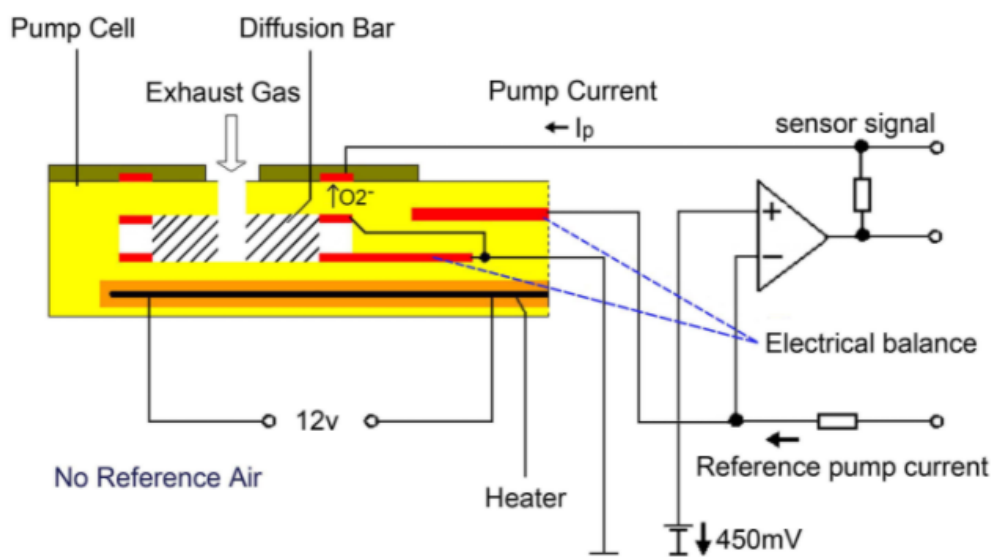 Pump Cell
Diffusion Bar
Exhaust Gas
Pump Current
← Ip
sensor signal
↑O2-
+
−
Electrical balance
12v
Reference pump current
No Reference Air
Heater
450mV